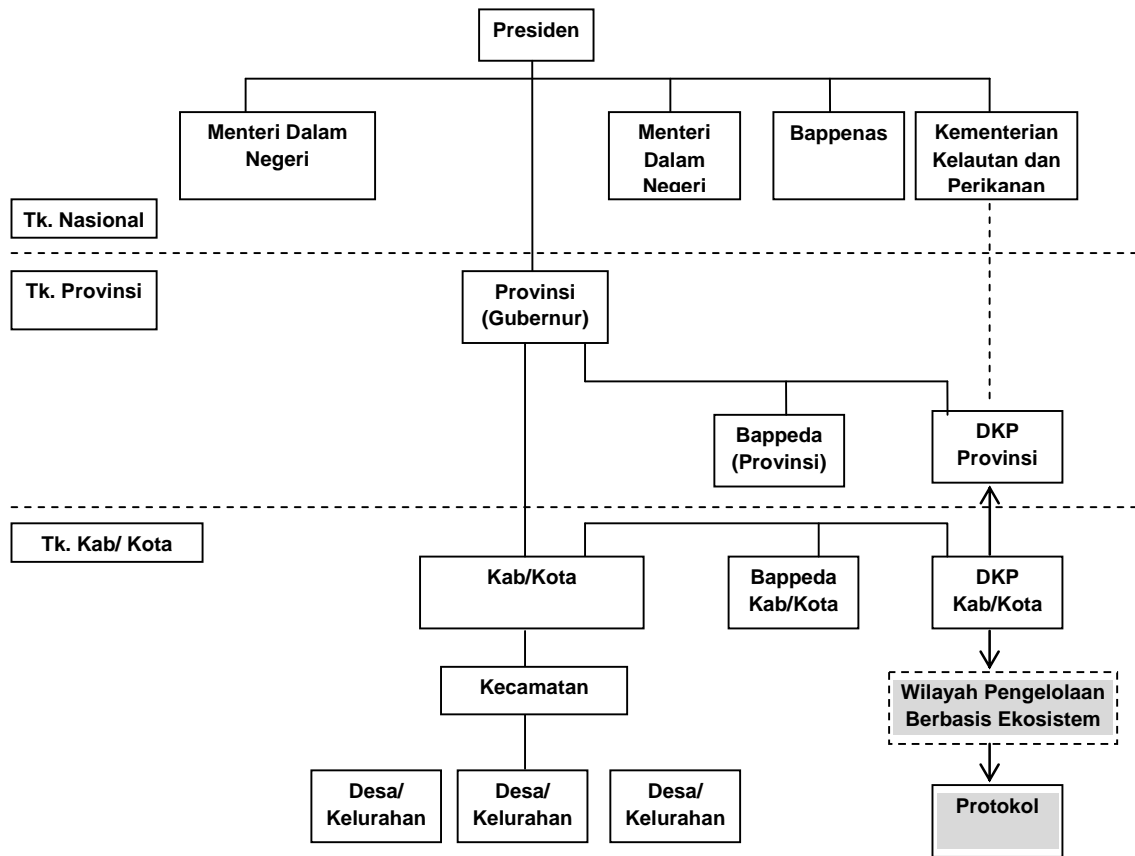 Presiden
Menteri Dalam
Negeri
Menteri
Dalam
Negeri
Bappenas
Kementerian
Kelautan dan
Perikanan
Tk. Nasional
Tk. Provinsi
Provinsi
(Gubernur)
Bappeda
(Provinsi)
DKP
Provinsi
Tk. Kab/ Kota
Kab/Kota
Bappeda
Kab/Kota
DKP
Kab/Kota
Kecamatan
Wilayah Pengelolaan
Berbasis Ekosistem
Desa/
Kelurahan
Desa/
Kelurahan
Desa/
Kelurahan
Protokol